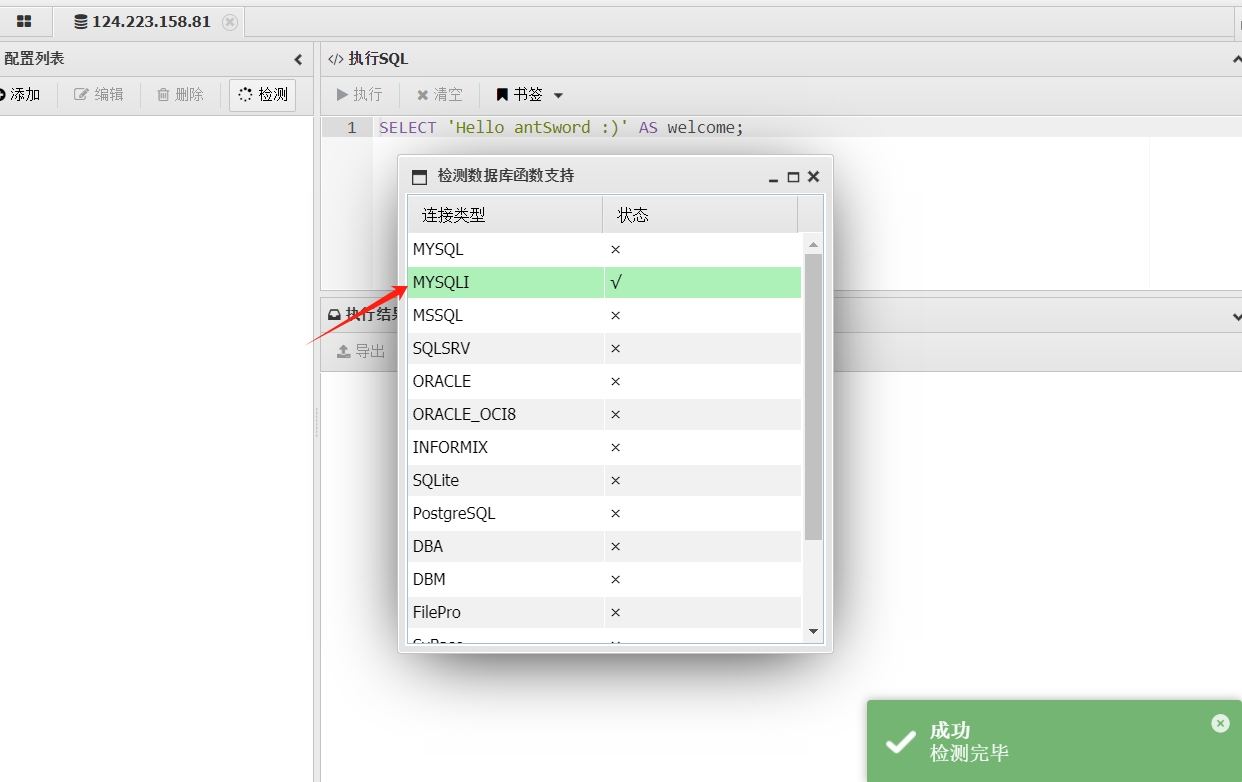 124.223.158.81
配置列表
添加 编辑 删除 检测
执行SQL
执行 清空 书签
1 SELECT 'Hello antSword :)' AS welcome;
检测数据库函数支持
连接类型 状态
MYSQL ×
MYSQLI √
MSSQL ×
SQLSRV ×
ORACLE ×
ORACLE_OCI8 ×
INFORMIX ×
SQLite ×
PostgreSQL ×
DBA ×
DBM ×
FilePro ×
执行结果
导出
成功
检测完毕